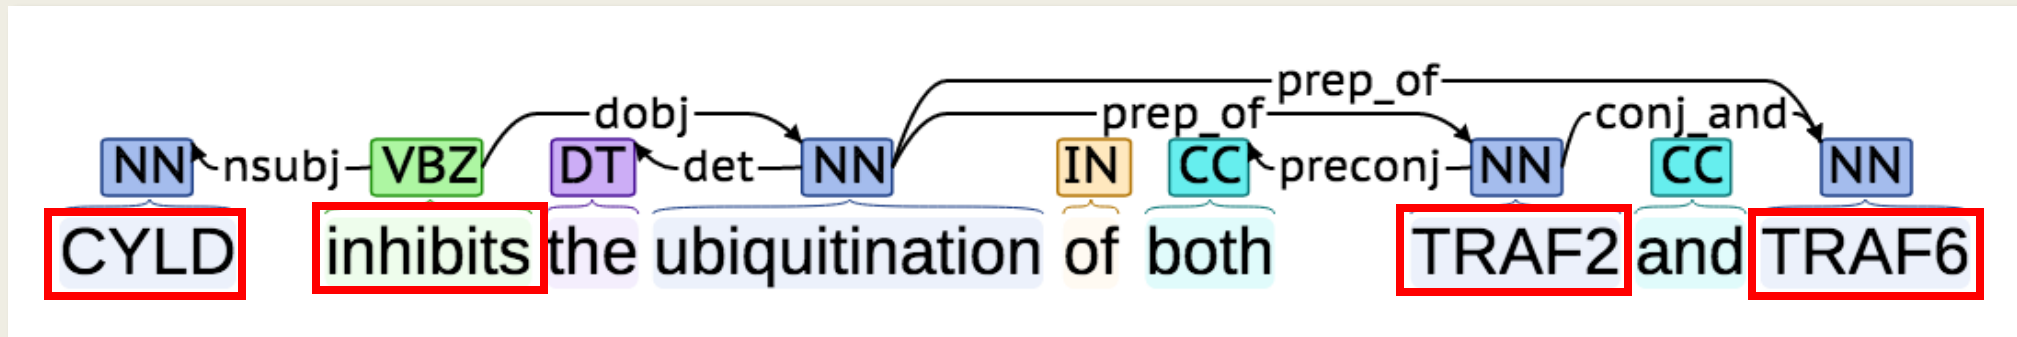 prep_of
dobj prep_of conj_and
NN nsubj VBZ DT det NN IN CC preconj NN CC NN
CYLD inhibits the ubiquitination of both TRAF2 and TRAF6